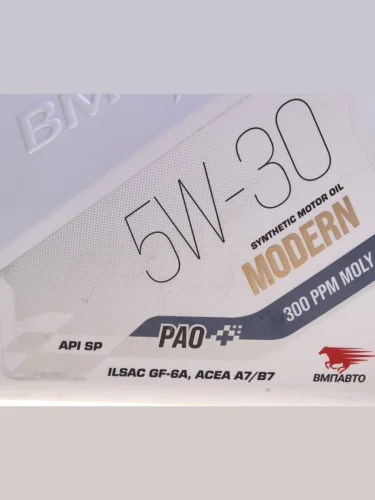 ВМП
5W-30
SYNTHETIC MOTOR OIL
MODERN
300 PPM MOLY
PAO
API SP
ILSAC GF-6A, ACEA A7/B7
ВМПАВТО